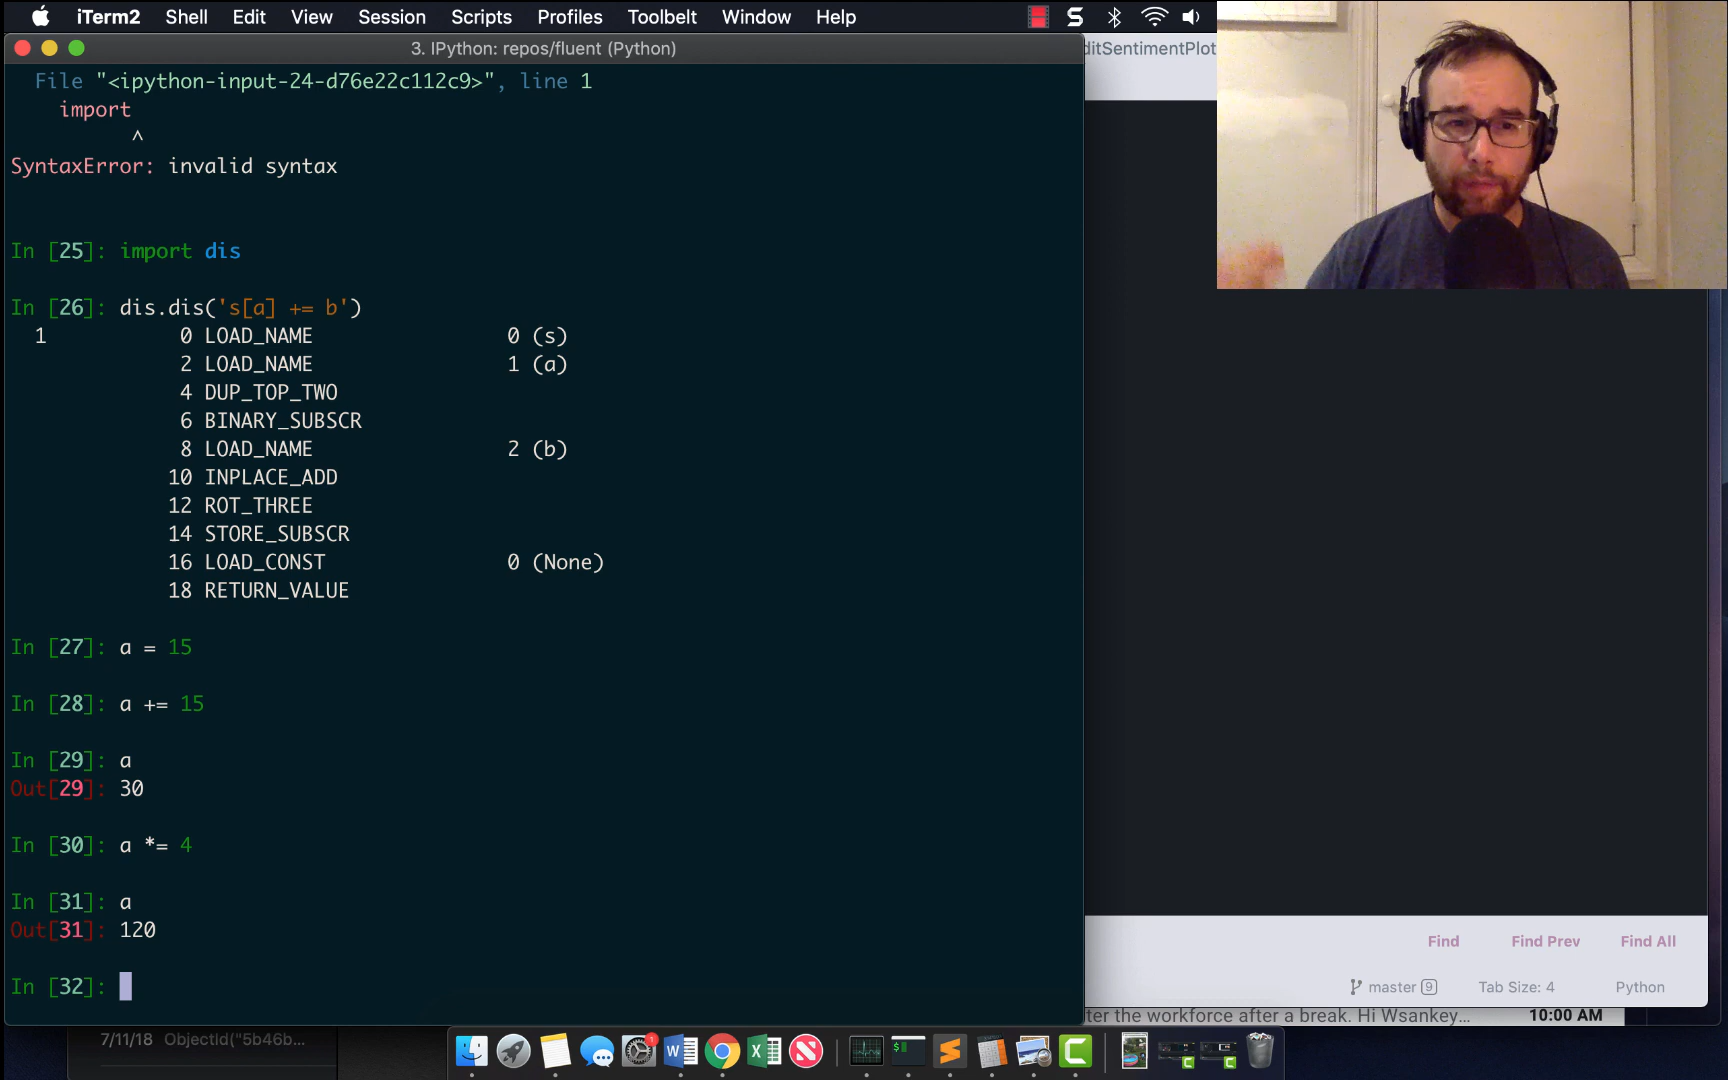 iTerm2 Shell Edit View Session Scripts Profiles Toolbelt Window Help
3. IPython: repos/fluent (Python)
ditSentimentPlot
File "<ipython-input-24-d76e22c112c9>", line 1
import
^
SyntaxError: invalid syntax
In [25]: import dis
In [26]: dis.dis('s[a] += b')
1 0 LOAD_NAME 0 (s)
2 LOAD_NAME 1 (a)
4 DUP_TOP_TWO
6 BINARY_SUBSCR
8 LOAD_NAME 2 (b)
10 INPLACE_ADD
12 ROT_THREE
14 STORE_SUBSCR
16 LOAD_CONST 0 (None)
18 RETURN_VALUE
In [27]: a = 15
In [28]: a += 15
In [29]: a
Out[29]: 30
In [30]: a *= 4
In [31]: a
Out[31]: 120
In [32]:
Find Find Prev Find All
master 9 Tab Size: 4 Python
ter the workforce after a break. Hi Wsankey... 10:00 AM
7/11/18 ObjectId("5b46b...